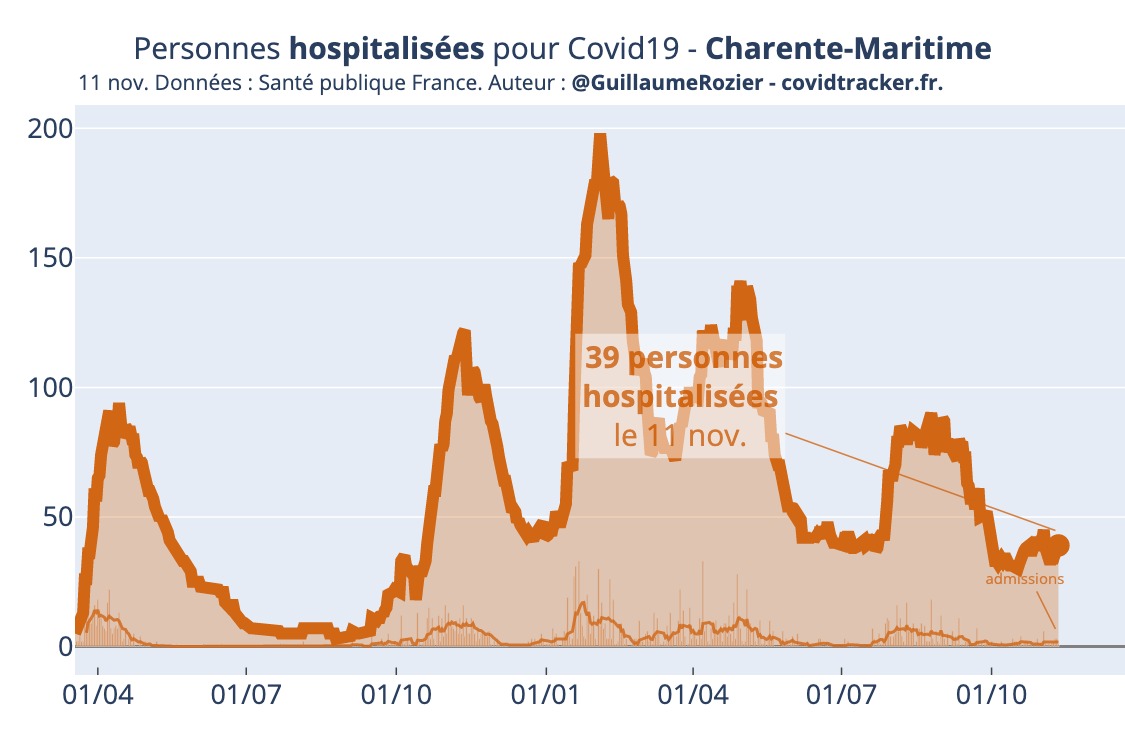 Personnes hospitalisées pour Covid19 - Charente-Maritime
11 nov. Données : Santé publique France. Auteur : @GuillaumeRozier - covidtracker.fr.
200
150
100
50
0
39 personnes
hospitalisées
le 11 nov.
admissions
01/04 01/07 01/10 01/01 01/04 01/07 01/10